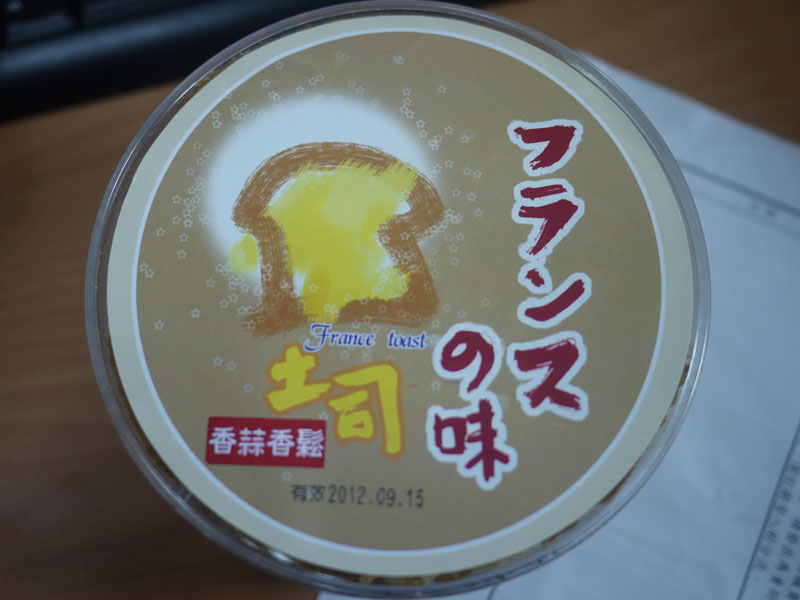 フランス
の味
France toast
土司
香蒜香鬆
有效2012.09.15